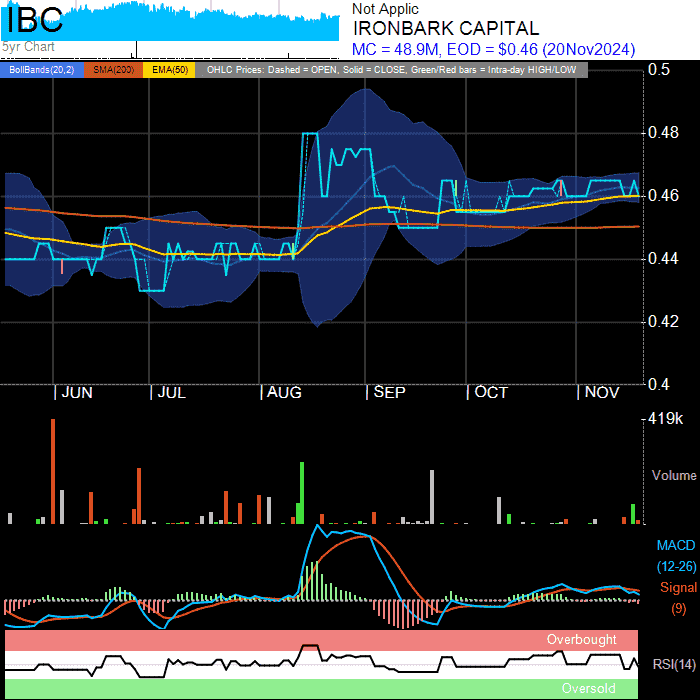 IBC
5yr Chart
Not Applic
IRONBARK CAPITAL
MC = 48.9M, EOD = $0.46 (20Nov2024)
BollBands(20,2) SMA(200) EMA(50) OHLC Prices: Dashed = OPEN, Solid = CLOSE, Green/Red bars = Intra-day HIGH/LOW
0.5
0.48
0.46
0.44
0.42
0.4
| JUN | JUL | AUG | SEP | OCT | NOV
419k
Volume
MACD
(12-26)
Signal
(9)
Overbought
RSI(14)
Oversold